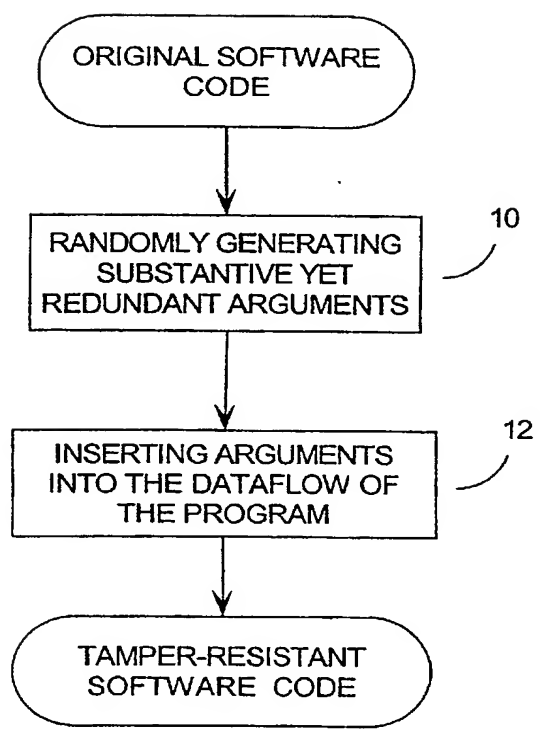 ORIGINAL SOFTWARE
CODE
RANDOMLY GENERATING
SUBSTANTIVE YET
REDUNDANT ARGUMENTS
10
INSERTING ARGUMENTS
INTO THE DATAFLOW OF
THE PROGRAM
12
TAMPER-RESISTANT
SOFTWARE CODE